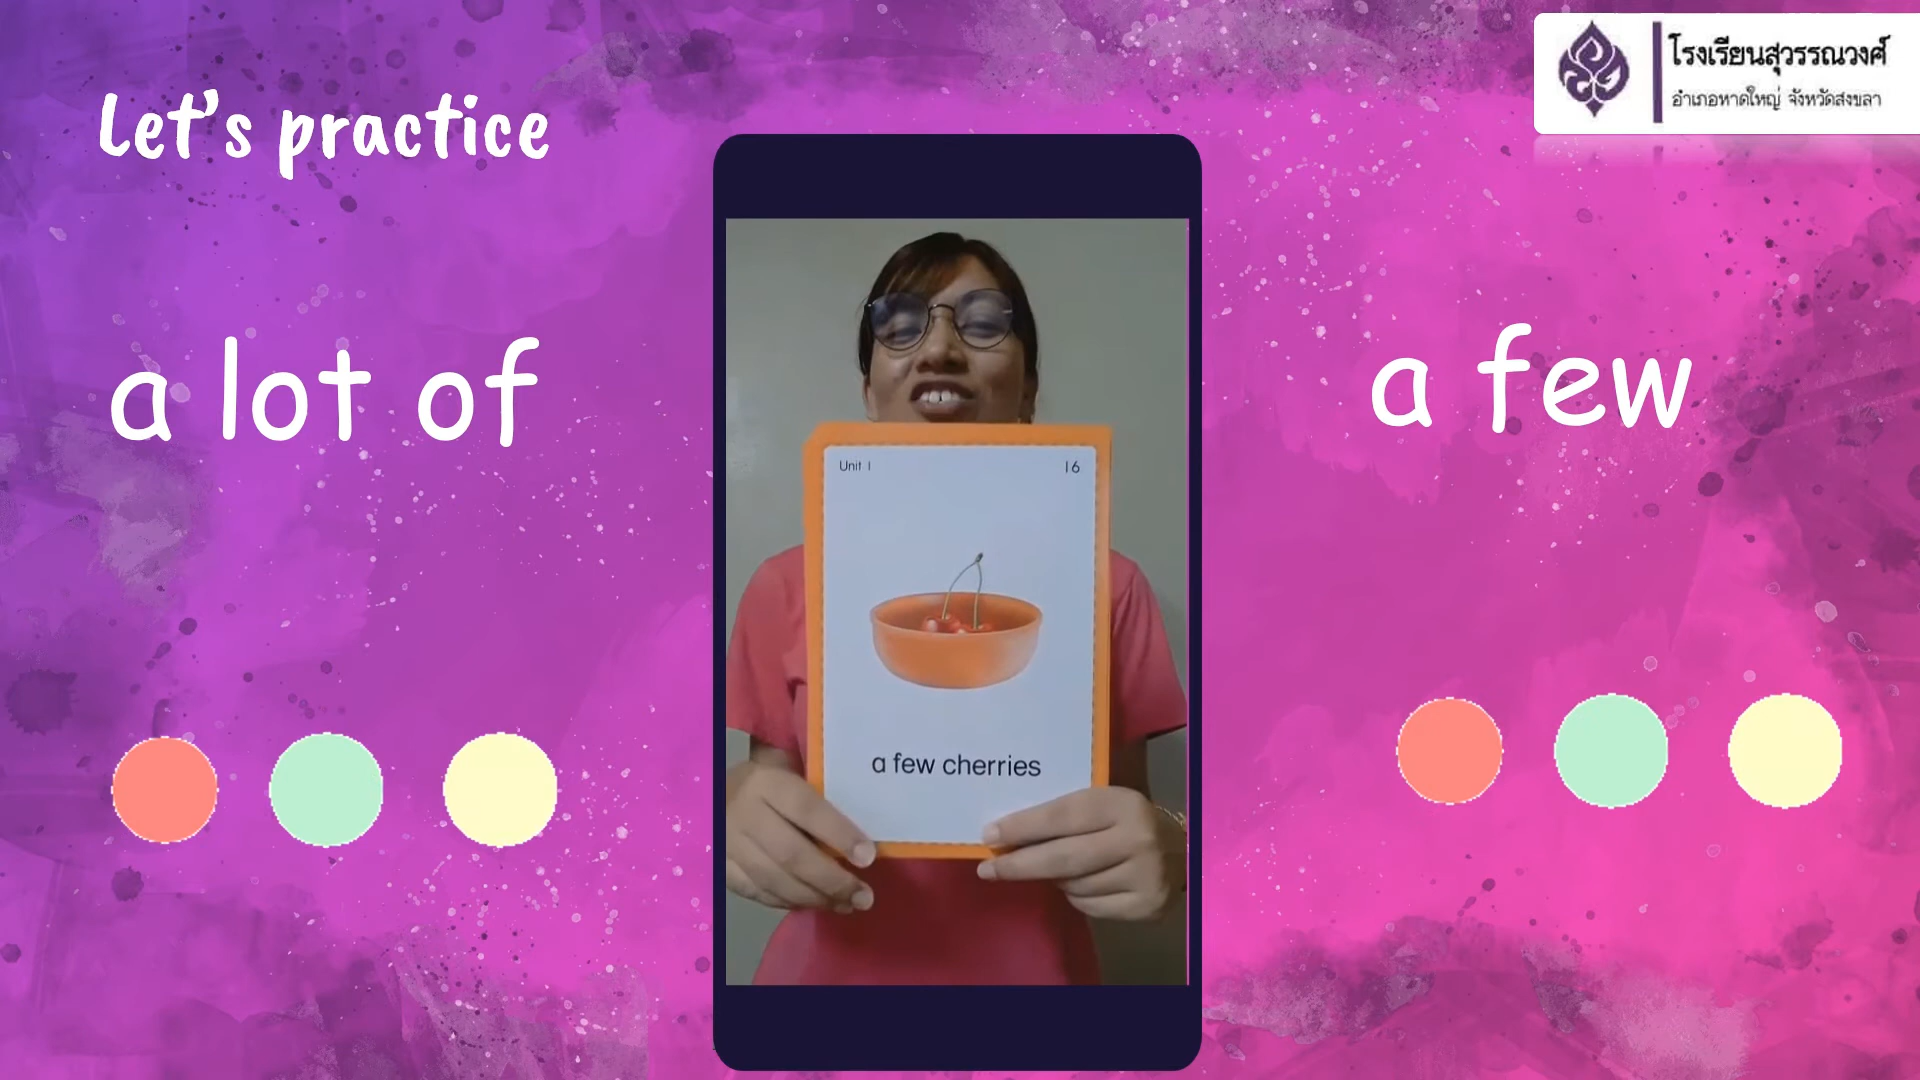 โรงเรียนสุวรรณวงศ์
อำเภอหาดใหญ่ จังหวัดสงขลา
Let's practice
a lot of
a few
Unit 1
16
a few cherries